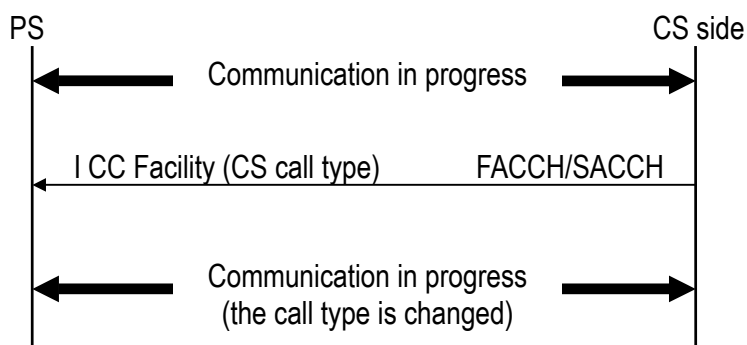 PS CS side
Communication in progress
I CC Facility (CS call type) FACCH/SACCH
Communication in progress
(the call type is changed)